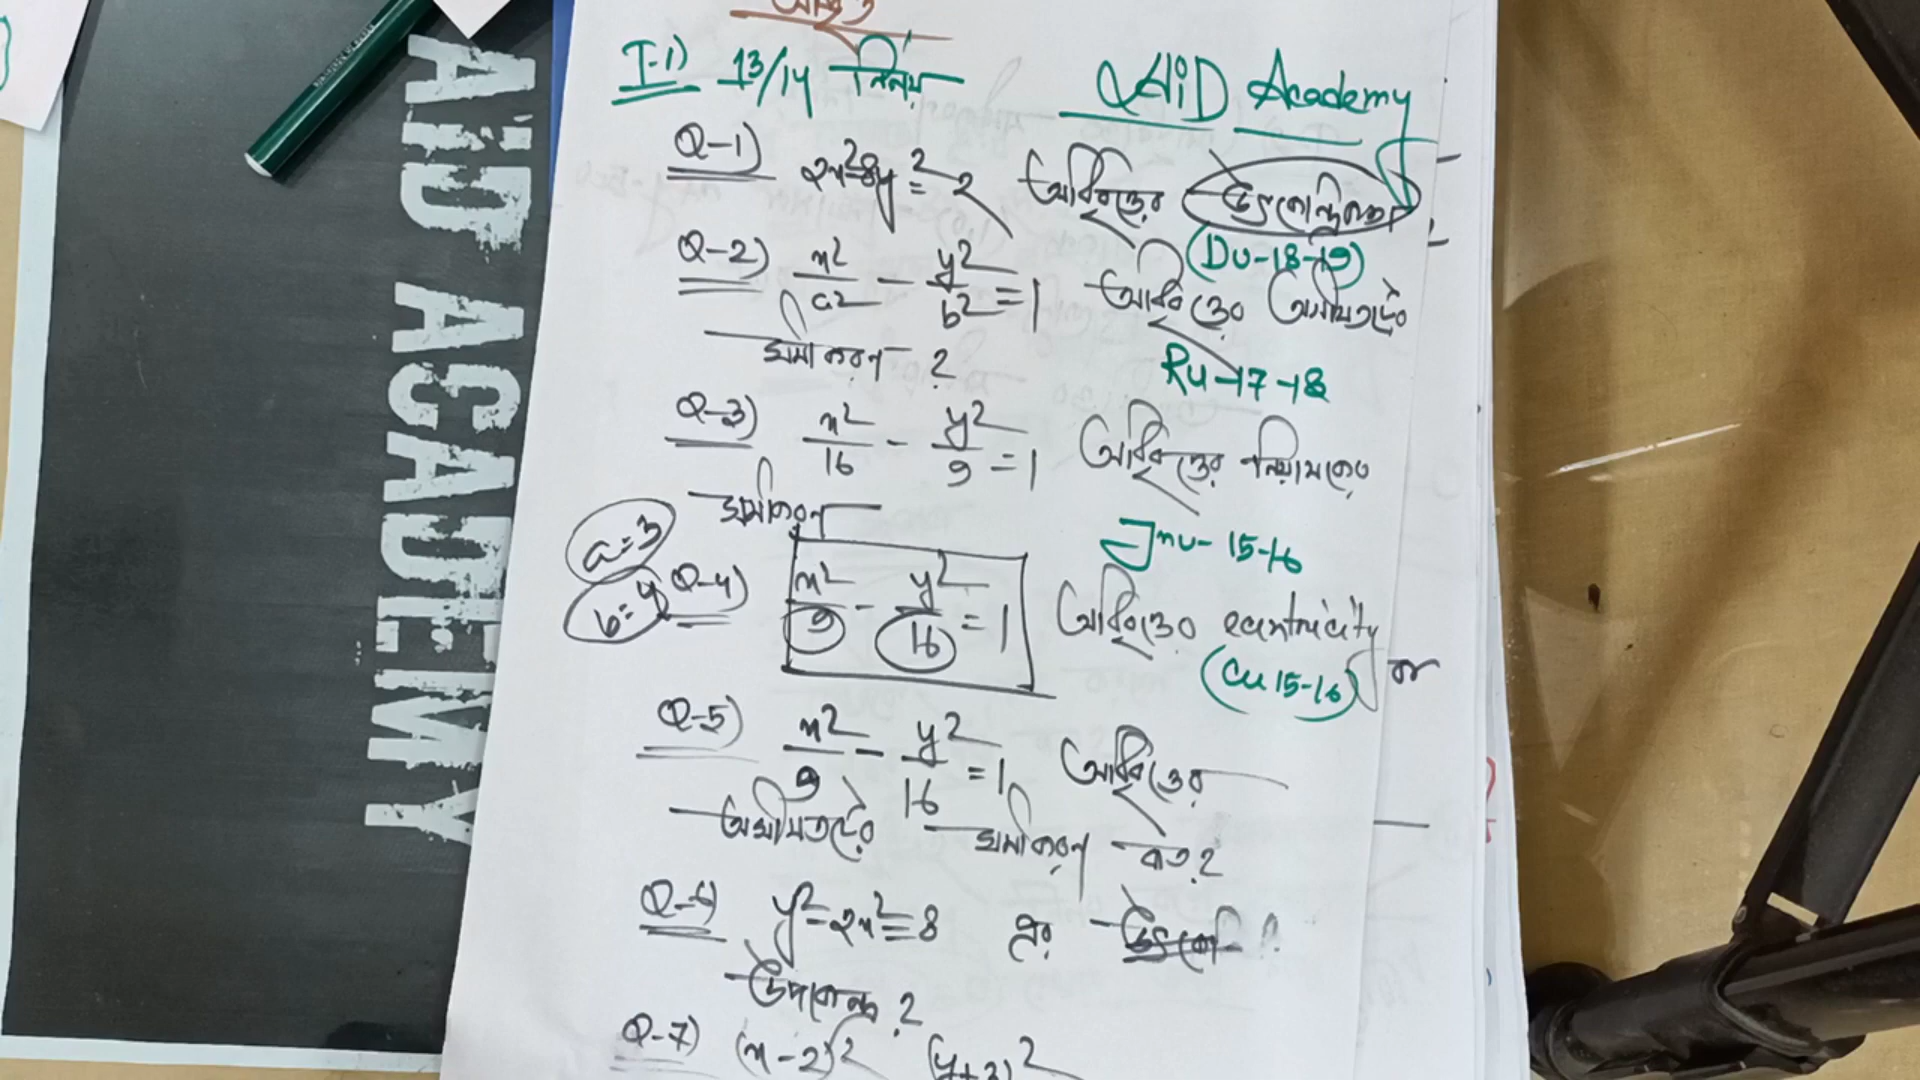 T-1) 13/14 নির্ণয়
AiD Academy
Q-1) 2x²-8y²=2 অধিবৃত্তের উৎকেন্দ্রিকতা
(Du-18-19)
Q-2) x²/a² - y²/b² = 1 অধিবৃত্তের অসীমতটের
সমীকরণ ?
Ru-17-18
Q-3) x²/16 - y²/9 = 1 অধিবৃত্তের নিয়ামকের
সমীকরণ
Jnu-15-16
a=3
b=4
Q-4) x²/9 - y²/16 = 1 অধিবৃত্তের eccentricity
(Cu 15-16)
Q-5) x²/9 - y²/16 = 1 অধিবৃত্তের
অসীমতটের সমীকরণ কত?
Q-6) y²-2x²=8 এর
উপকেন্দ্র ?
Q-7) (x-2)² (y+3)²
AID ACADEMY